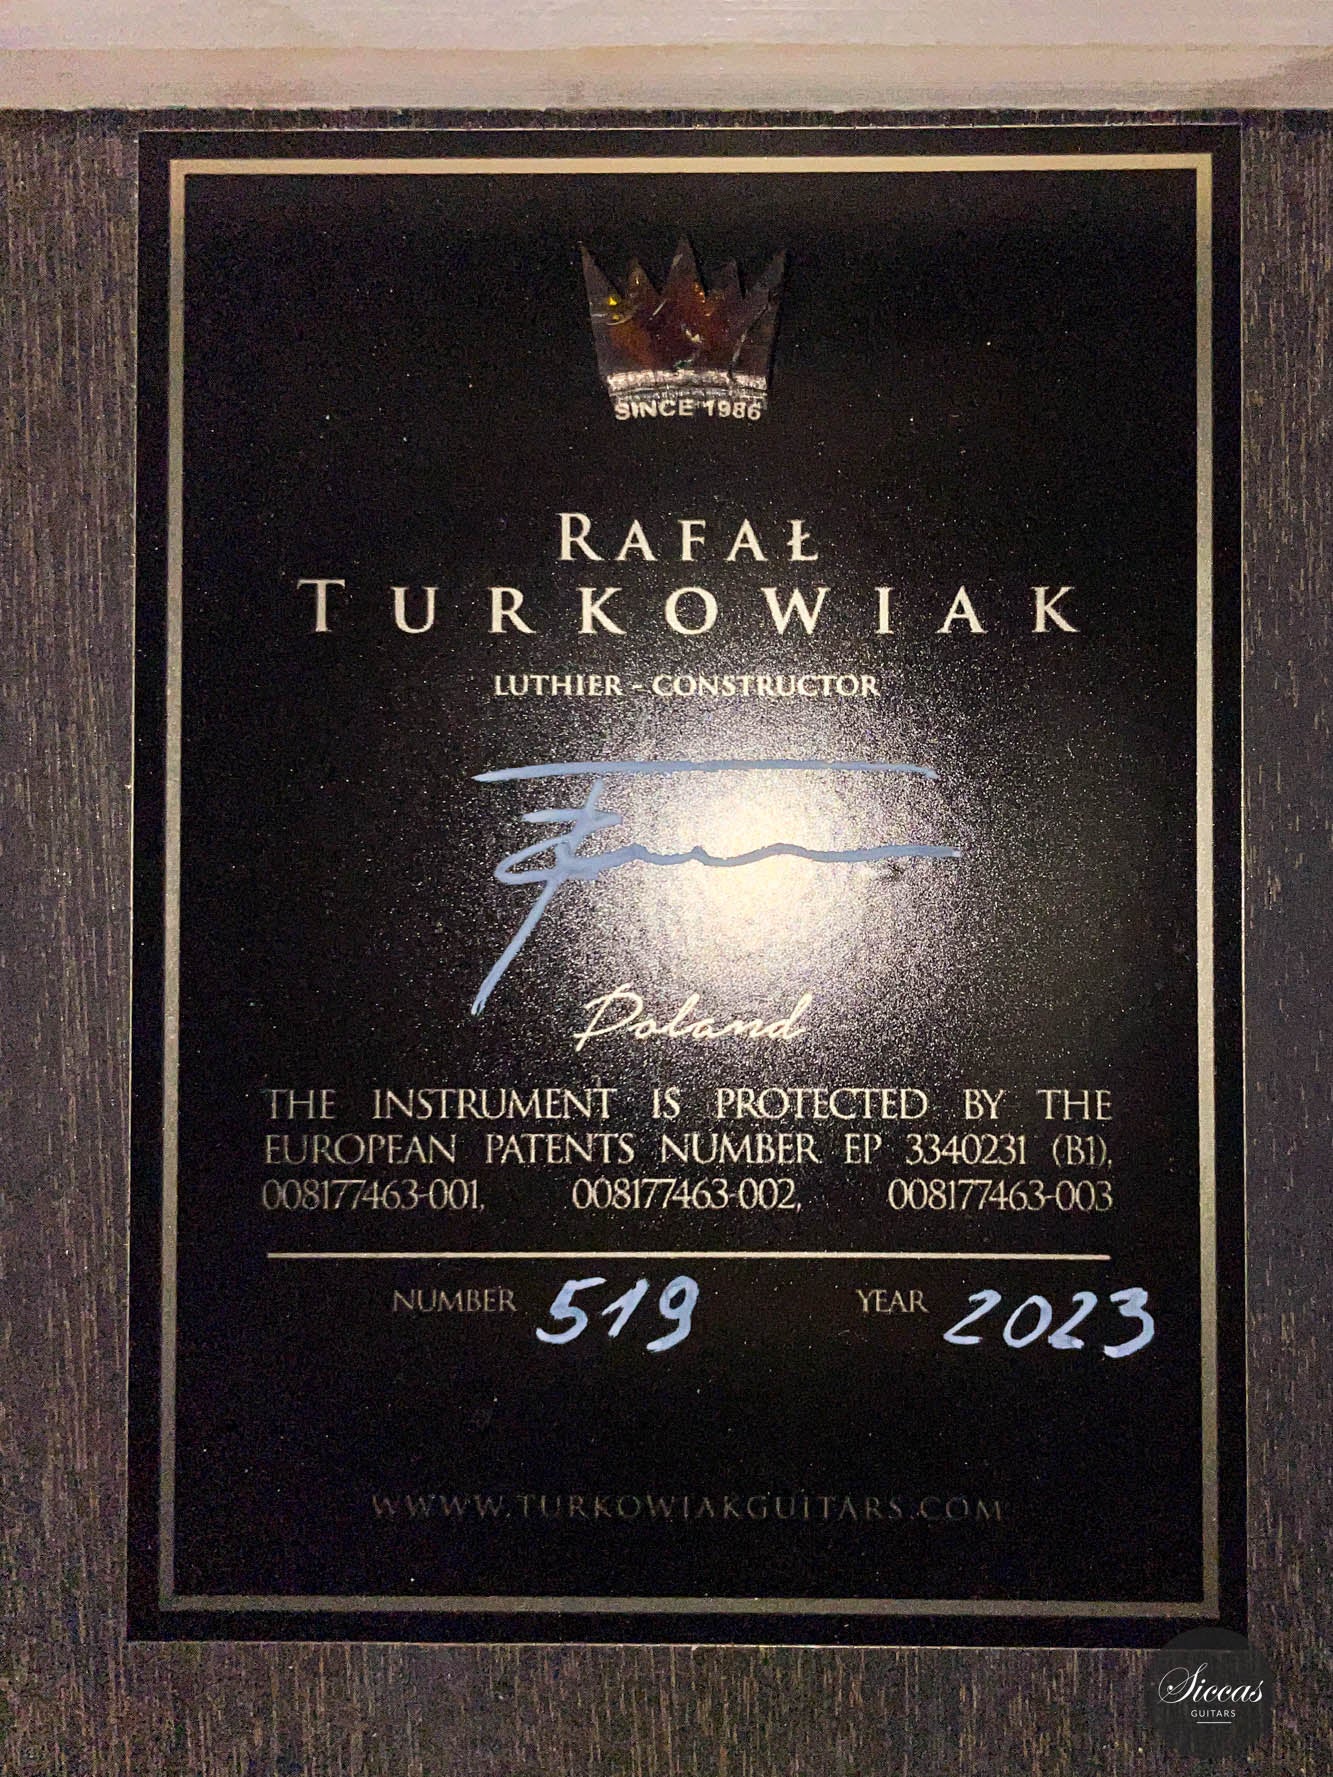 SINCE 1986
RAFAŁ
TURKOWIAK
LUTHIER - CONSTRUCTOR
Poland
THE INSTRUMENT IS PROTECTED BY THE
EUROPEAN PATENTS NUMBER EP 3340231 (B1),
008177463-001, 008177463-002, 008177463-003
NUMBER 519 YEAR 2023
WWWW.TURKOWIAKGUITARS.COM
Siccas
GUITARS